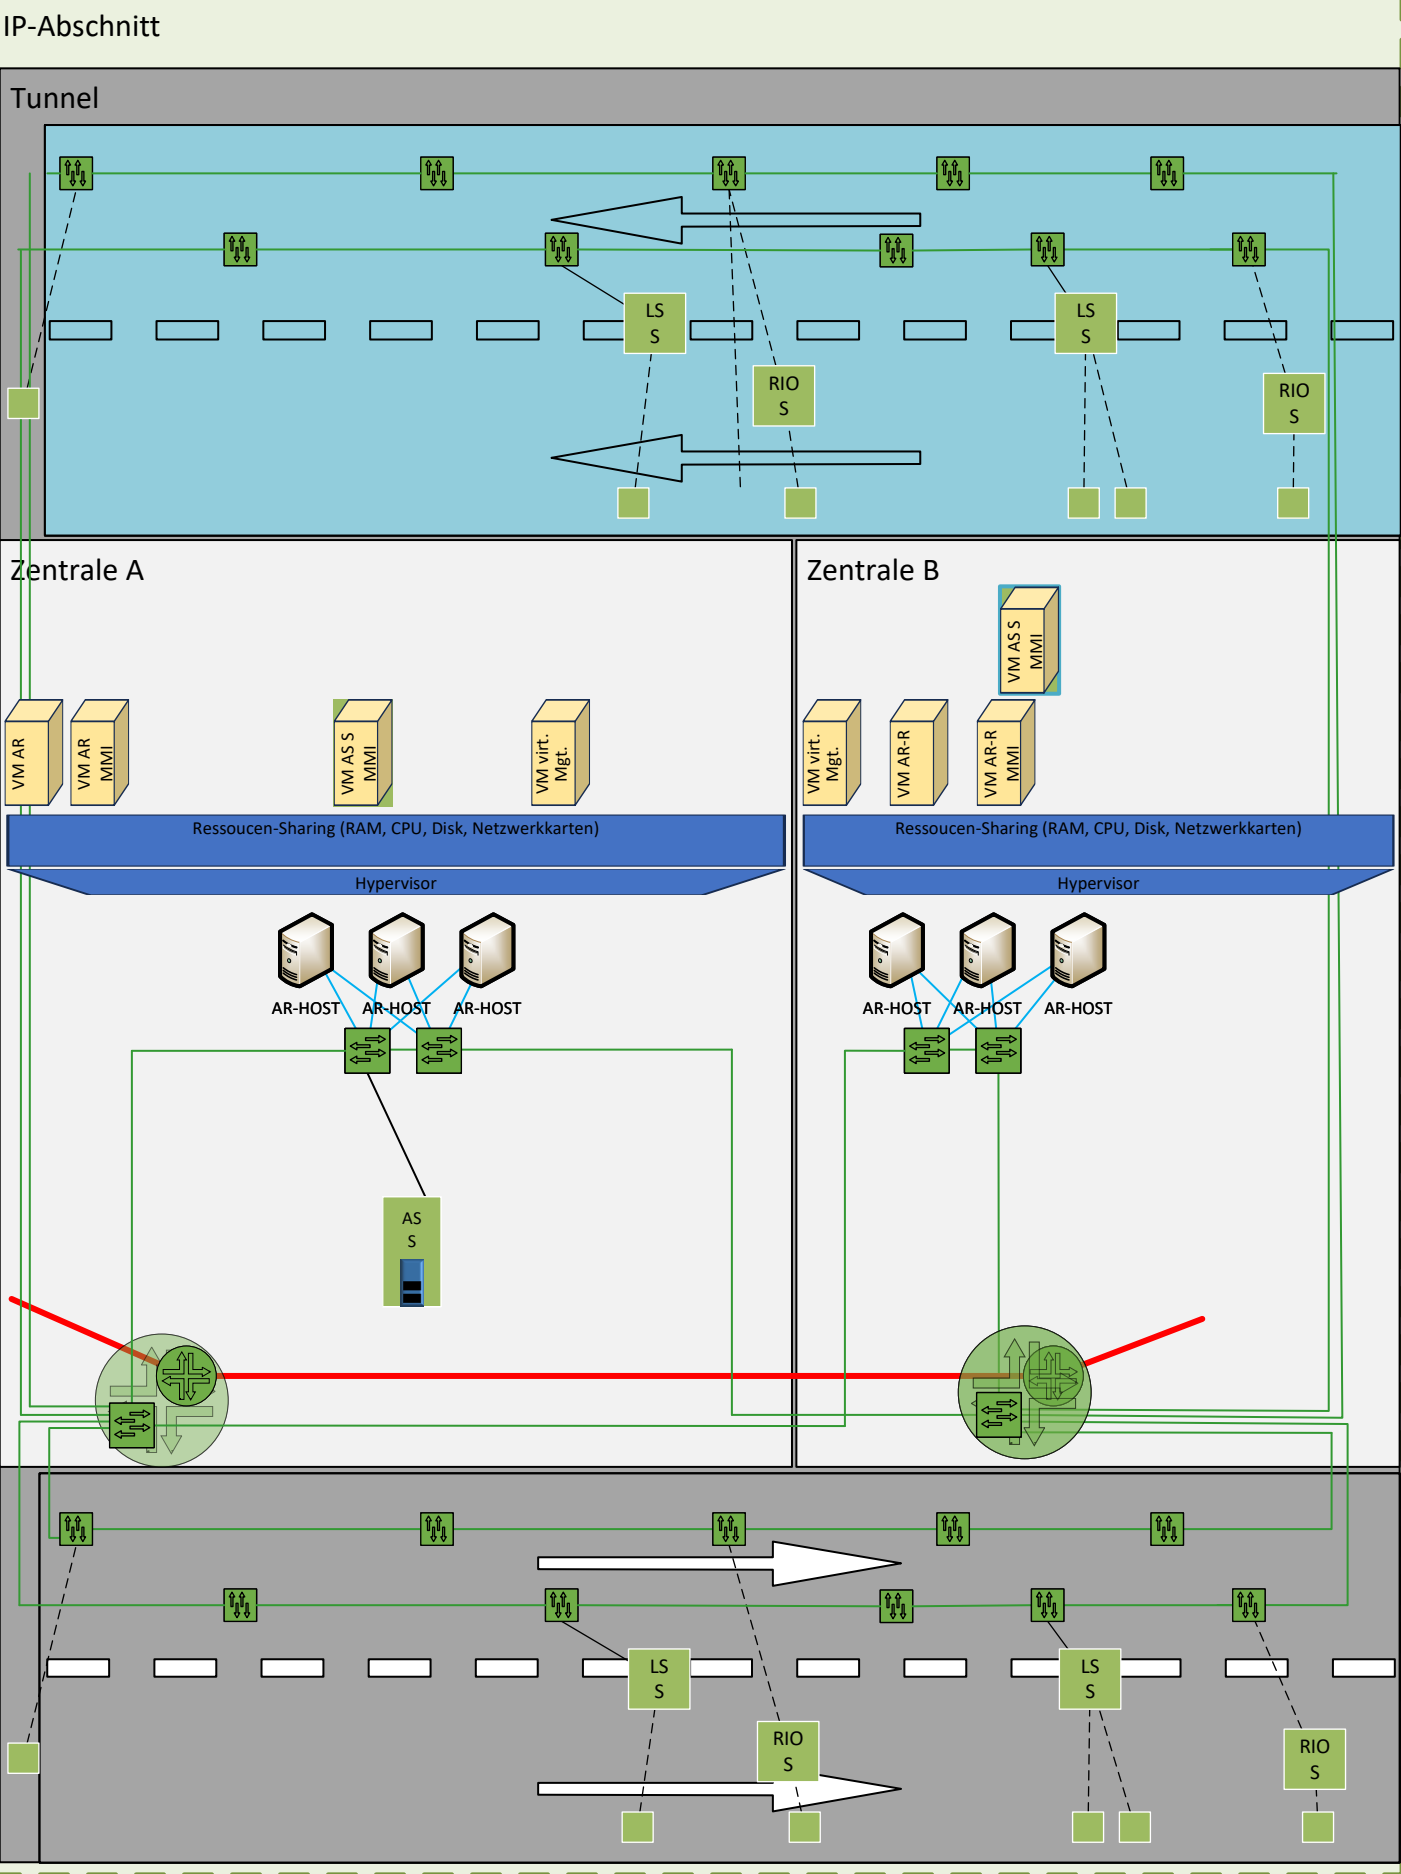 IP-Abschnitt
Tunnel
LS
S
LS
S
RIO
S
RIO
S
Zentrale A
Zentrale B
VM AS S
MMI
VM AR
VM AR
MMI
VM AS S
MMI
VM virt.
Mgt.
VM virt.
Mgt.
VM AR-R
VM AR-R
MMI
Ressoucen-Sharing (RAM, CPU, Disk, Netzwerkkarten)
Ressoucen-Sharing (RAM, CPU, Disk, Netzwerkkarten)
Hypervisor
Hypervisor
AR-HOST
AR-HOST
AR-HOST
AR-HOST
AR-HOST
AR-HOST
AS
S
LS
S
LS
S
RIO
S
RIO
S